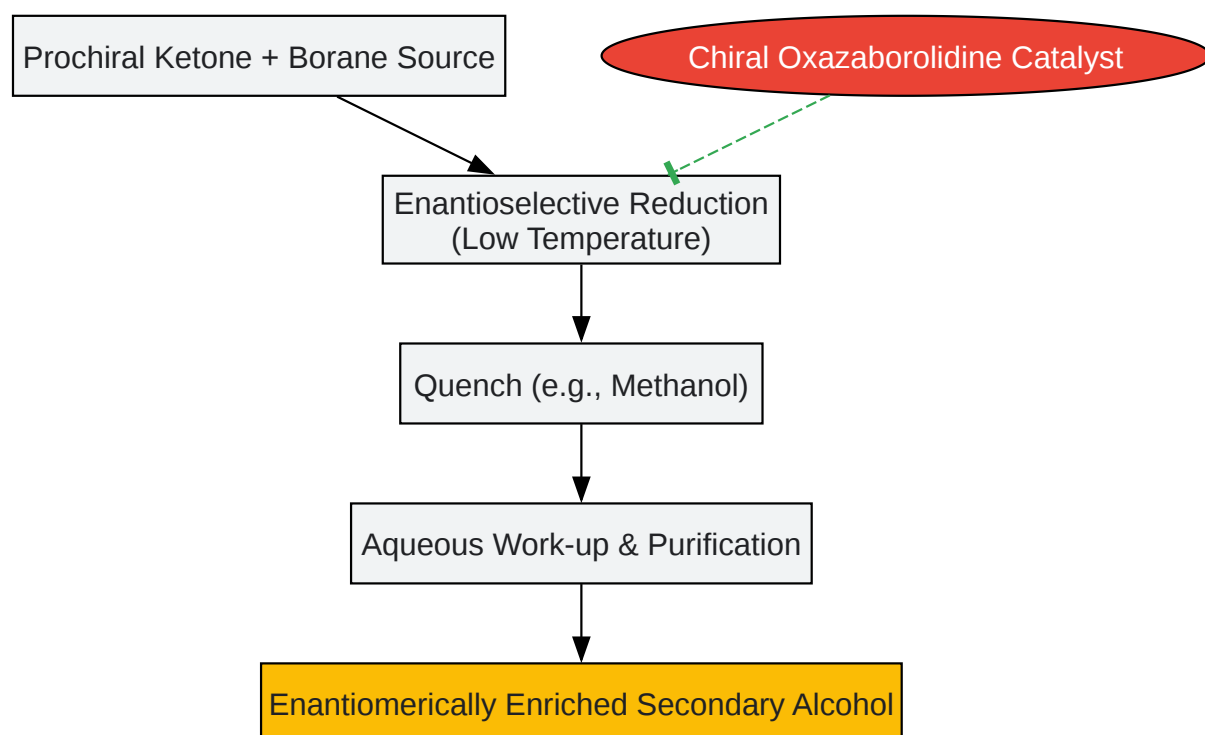 Prochiral Ketone + Borane Source
Chiral Oxazaborolidine Catalyst
Enantioselective Reduction
(Low Temperature)
Quench (e.g., Methanol)
Aqueous Work-up & Purification
Enantiomerically Enriched Secondary Alcohol